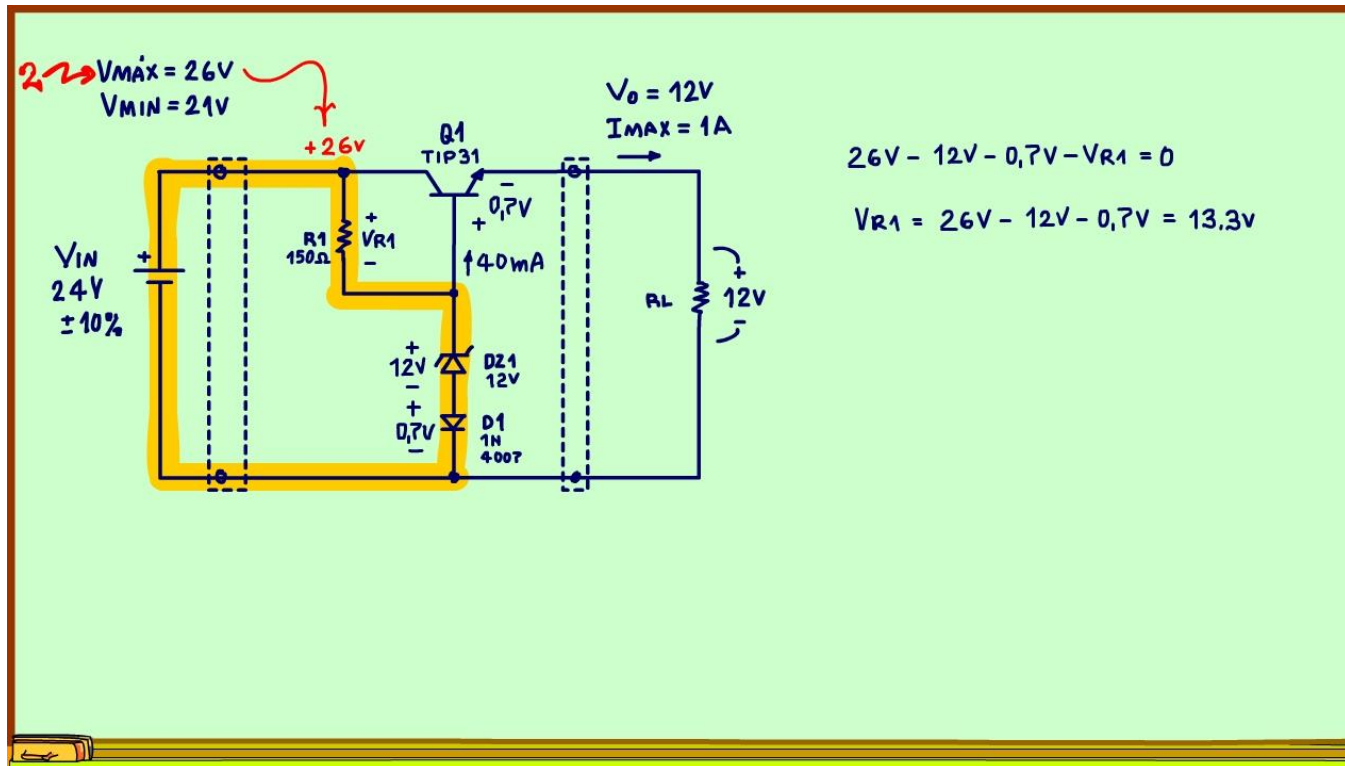 2 VMÁX = 26V
VMIN = 21V
+26V
Q1
TIP31
Vo = 12V
IMAX = 1A
26V - 12V - 0,7V - VR1 = 0
VR1 = 26V - 12V - 0,7V = 13.3V
-
0,7V
+
R1
150Ω
+
VR1
-
40mA
VIN
24V
±10%
+
RL
+
12V
-
+
12V
-
DZ1
12V
+
0,7V
-
D1
1N
4007